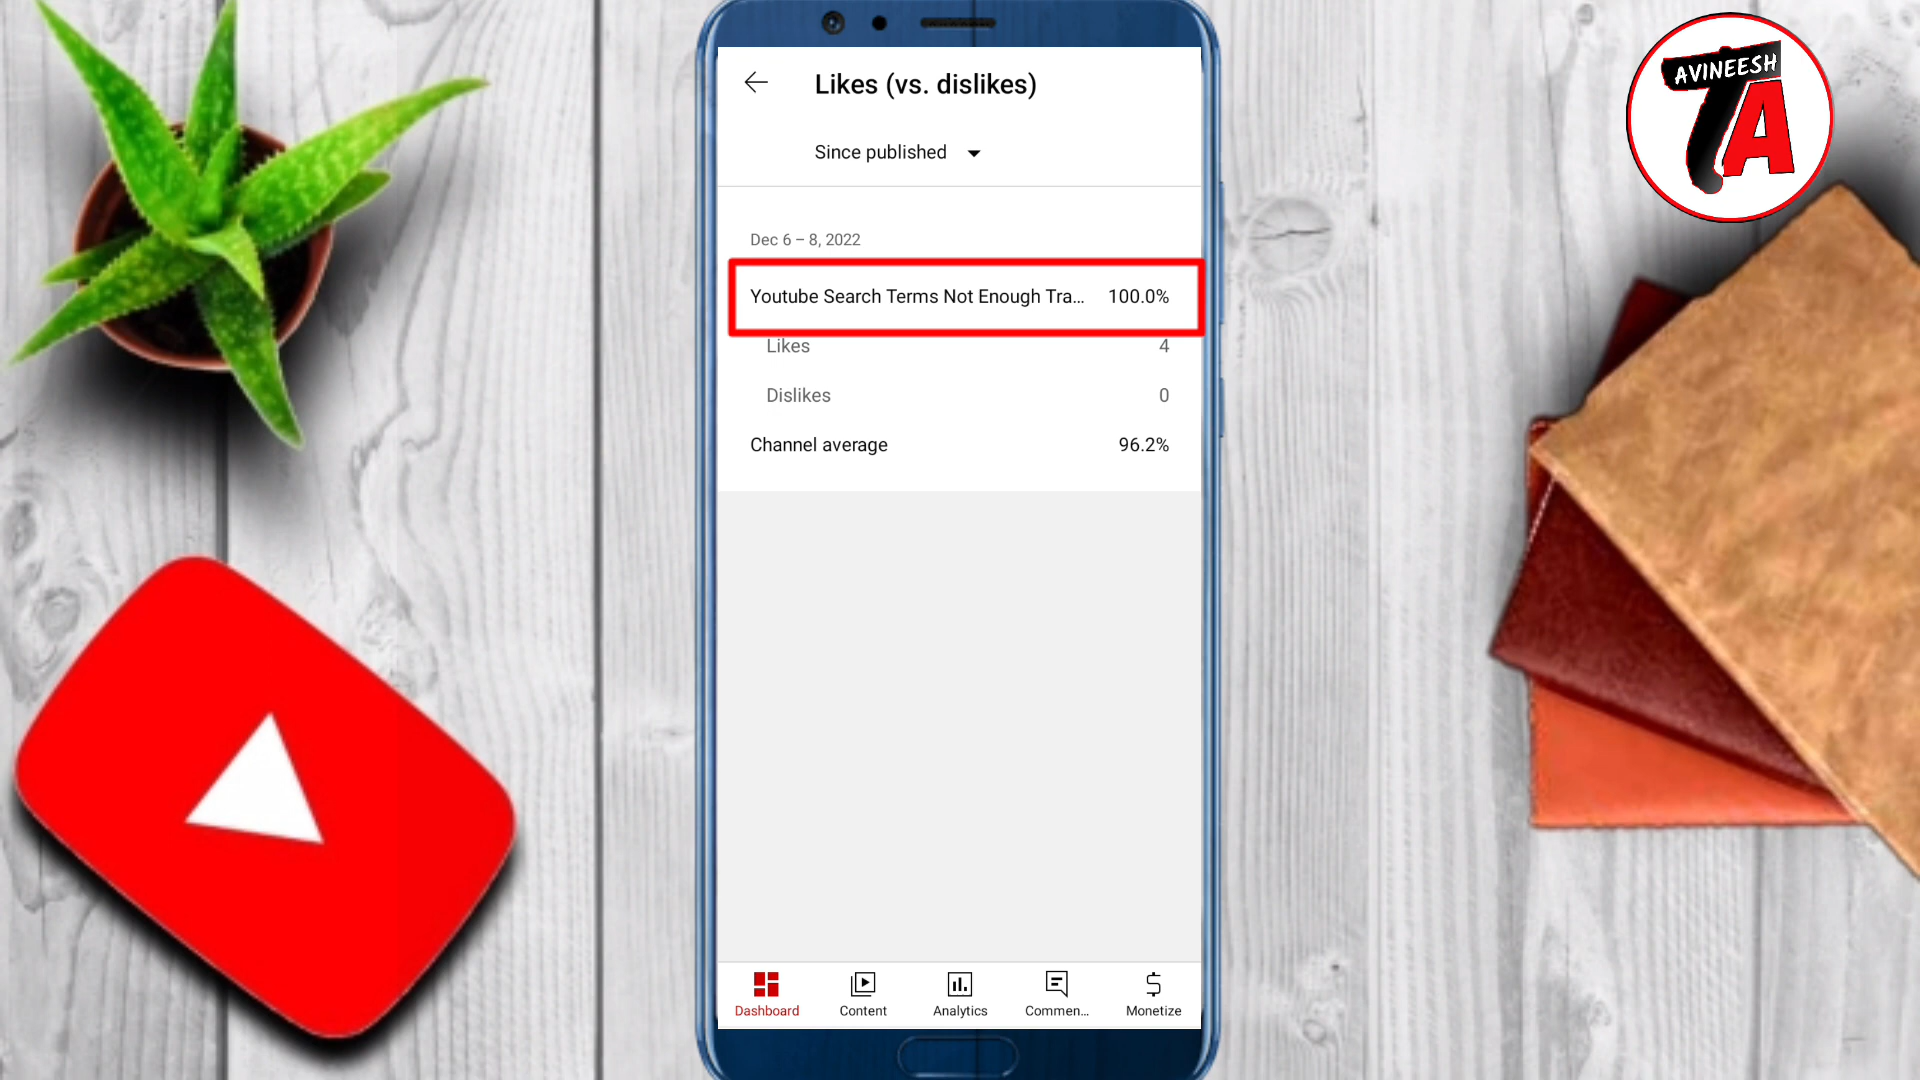 Likes (vs. dislikes)
Since published
Dec 6 – 8, 2022
Youtube Search Terms Not Enough Tra... 100.0%
Likes 4
Dislikes 0
Channel average 96.2%
Dashboard Content Analytics Commen... Monetize
AVINEESH
TA